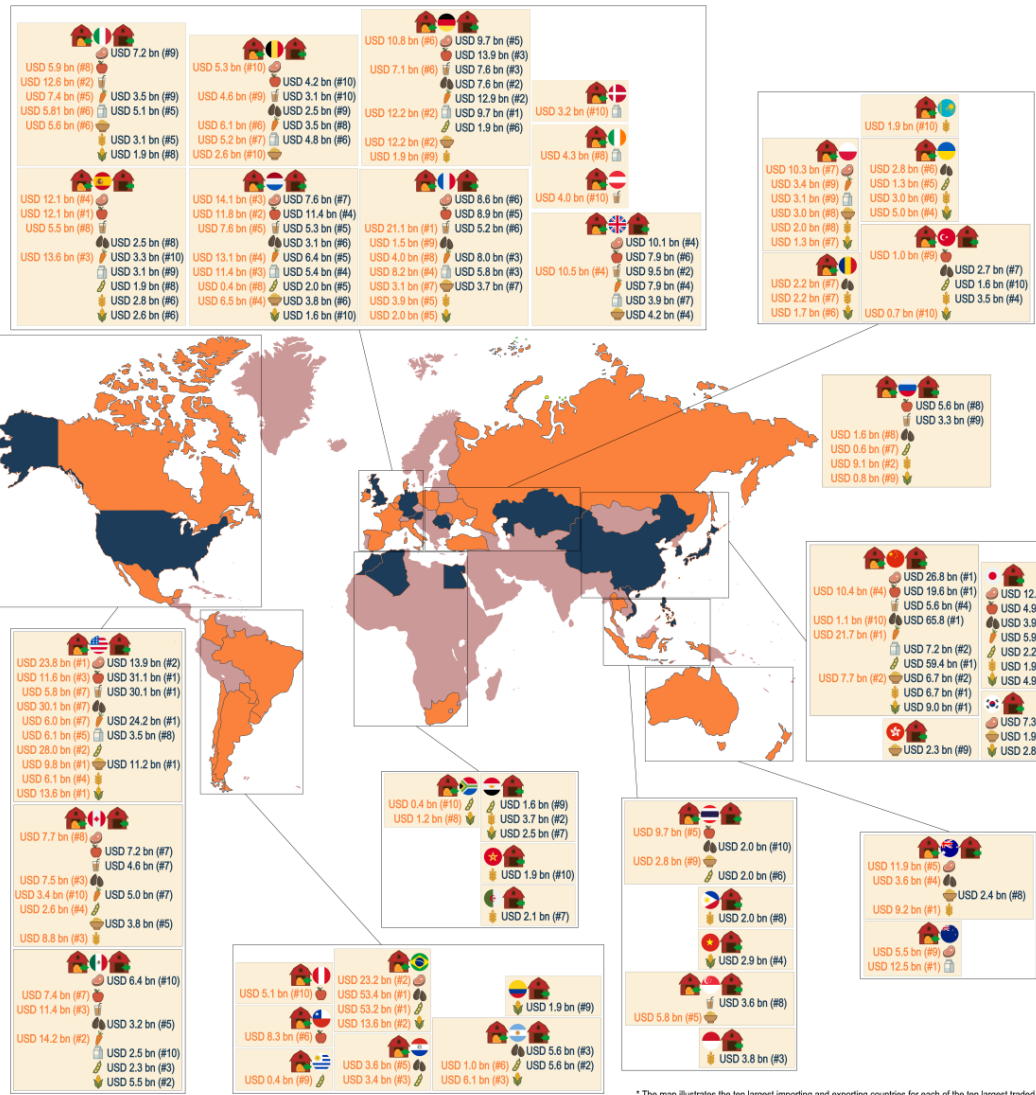 USD 7.2 bn (#9)
USD 5.9 bn (#8)
USD 12.6 bn (#2)
USD 7.4 bn (#5) USD 3.5 bn (#9)
USD 5.81 bn (#6) USD 5.1 bn (#5)
USD 5.6 bn (#6)
USD 3.1 bn (#5)
USD 1.9 bn (#8)
USD 5.3 bn (#10)
USD 4.2 bn (#10)
USD 4.6 bn (#9) USD 3.1 bn (#10)
USD 2.5 bn (#9)
USD 6.1 bn (#6) USD 3.5 bn (#8)
USD 5.2 bn (#7) USD 4.8 bn (#6)
USD 2.6 bn (#10)
USD 10.8 bn (#6) USD 9.7 bn (#5)
USD 13.9 bn (#3)
USD 7.1 bn (#6) USD 7.6 bn (#3)
USD 7.6 bn (#2)
USD 12.9 bn (#2)
USD 12.2 bn (#2) USD 9.7 bn (#1)
USD 1.9 bn (#6)
USD 12.2 bn (#2)
USD 1.9 bn (#9)
USD 3.2 bn (#10)
USD 4.3 bn (#8)
USD 4.0 bn (#10)
USD 12.1 bn (#4)
USD 12.1 bn (#1)
USD 5.5 bn (#8)
USD 2.5 bn (#8)
USD 13.6 bn (#3) USD 3.3 bn (#10)
USD 3.1 bn (#9)
USD 1.9 bn (#8)
USD 2.8 bn (#6)
USD 2.6 bn (#6)
USD 14.1 bn (#3) USD 7.6 bn (#7)
USD 11.8 bn (#2) USD 11.4 bn (#4)
USD 7.6 bn (#5) USD 5.3 bn (#5)
USD 3.1 bn (#6)
USD 13.1 bn (#4) USD 6.4 bn (#5)
USD 11.4 bn (#3) USD 5.4 bn (#4)
USD 0.4 bn (#8) USD 2.0 bn (#5)
USD 6.5 bn (#4) USD 3.8 bn (#6)
USD 1.6 bn (#10)
USD 8.6 bn (#6)
USD 8.9 bn (#5)
USD 21.1 bn (#1) USD 5.2 bn (#6)
USD 1.5 bn (#9)
USD 4.0 bn (#8) USD 8.0 bn (#3)
USD 8.2 bn (#4) USD 5.8 bn (#3)
USD 3.1 bn (#7) USD 3.7 bn (#7)
USD 3.9 bn (#5)
USD 2.0 bn (#5)
USD 10.1 bn (#4)
USD 7.9 bn (#6)
USD 10.5 bn (#4) USD 9.5 bn (#2)
USD 7.9 bn (#4)
USD 3.9 bn (#7)
USD 4.2 bn (#4)
USD 1.9 bn (#10)
USD 10.3 bn (#7)
USD 3.4 bn (#9)
USD 3.1 bn (#9)
USD 3.0 bn (#8)
USD 2.0 bn (#8)
USD 1.3 bn (#7)
USD 2.8 bn (#6)
USD 1.3 bn (#5)
USD 3.0 bn (#6)
USD 5.0 bn (#4)
USD 2.2 bn (#7)
USD 2.2 bn (#7)
USD 1.7 bn (#6)
USD 1.0 bn (#9)
USD 2.7 bn (#7)
USD 1.6 bn (#10)
USD 3.5 bn (#4)
USD 0.7 bn (#10)
USD 5.6 bn (#8)
USD 3.3 bn (#9)
USD 1.6 bn (#8)
USD 0.6 bn (#7)
USD 9.1 bn (#2)
USD 0.8 bn (#9)
USD 26.8 bn (#1)
USD 10.4 bn (#4) USD 19.6 bn (#1)
USD 5.6 bn (#4)
USD 1.1 bn (#10) USD 65.8 bn (#1)
USD 21.7 bn (#1)
USD 7.2 bn (#2)
USD 59.4 bn (#1)
USD 7.7 bn (#2) USD 6.7 bn (#2)
USD 6.7 bn (#1)
USD 9.0 bn (#1)
USD 12.
USD 4.9
USD 3.9
USD 5.9
USD 2.2
USD 1.9
USD 4.9
USD 7.3
USD 1.9
USD 2.8
USD 2.3 bn (#9)
USD 23.8 bn (#1) USD 13.9 bn (#2)
USD 11.6 bn (#3) USD 31.1 bn (#1)
USD 5.8 bn (#7) USD 30.1 bn (#1)
USD 30.1 bn (#7)
USD 6.0 bn (#7) USD 24.2 bn (#1)
USD 6.1 bn (#5) USD 3.5 bn (#8)
USD 28.0 bn (#2)
USD 9.8 bn (#1) USD 11.2 bn (#1)
USD 6.1 bn (#4)
USD 13.6 bn (#1)
USD 7.7 bn (#8)
USD 7.2 bn (#7)
USD 4.6 bn (#7)
USD 7.5 bn (#3)
USD 3.4 bn (#10) USD 5.0 bn (#7)
USD 2.6 bn (#4)
USD 3.8 bn (#5)
USD 8.8 bn (#3)
USD 6.4 bn (#10)
USD 7.4 bn (#7)
USD 11.4 bn (#3)
USD 3.2 bn (#5)
USD 14.2 bn (#2)
USD 2.5 bn (#10)
USD 2.3 bn (#3)
USD 5.5 bn (#2)
USD 0.4 bn (#10)
USD 1.2 bn (#8)
USD 1.6 bn (#9)
USD 3.7 bn (#2)
USD 2.5 bn (#7)
USD 1.9 bn (#10)
USD 2.1 bn (#7)
USD 5.1 bn (#10)
USD 8.3 bn (#6)
USD 0.4 bn (#9)
USD 23.2 bn (#2)
USD 53.4 bn (#1)
USD 53.2 bn (#1)
USD 13.6 bn (#2)
USD 3.6 bn (#5)
USD 3.4 bn (#3)
USD 1.9 bn (#9)
USD 5.6 bn (#3)
USD 1.0 bn (#6) USD 5.6 bn (#2)
USD 6.1 bn (#3)
USD 9.7 bn (#5)
USD 2.0 bn (#10)
USD 2.8 bn (#9)
USD 2.0 bn (#6)
USD 2.0 bn (#8)
USD 2.9 bn (#4)
USD 3.6 bn (#8)
USD 5.8 bn (#5)
USD 3.8 bn (#3)
USD 11.9 bn (#5)
USD 3.6 bn (#4)
USD 2.4 bn (#8)
USD 9.2 bn (#1)
USD 5.5 bn (#9)
USD 12.5 bn (#1)
* The map illustrates the ten largest importing and exporting countries for each of the ten largest traded